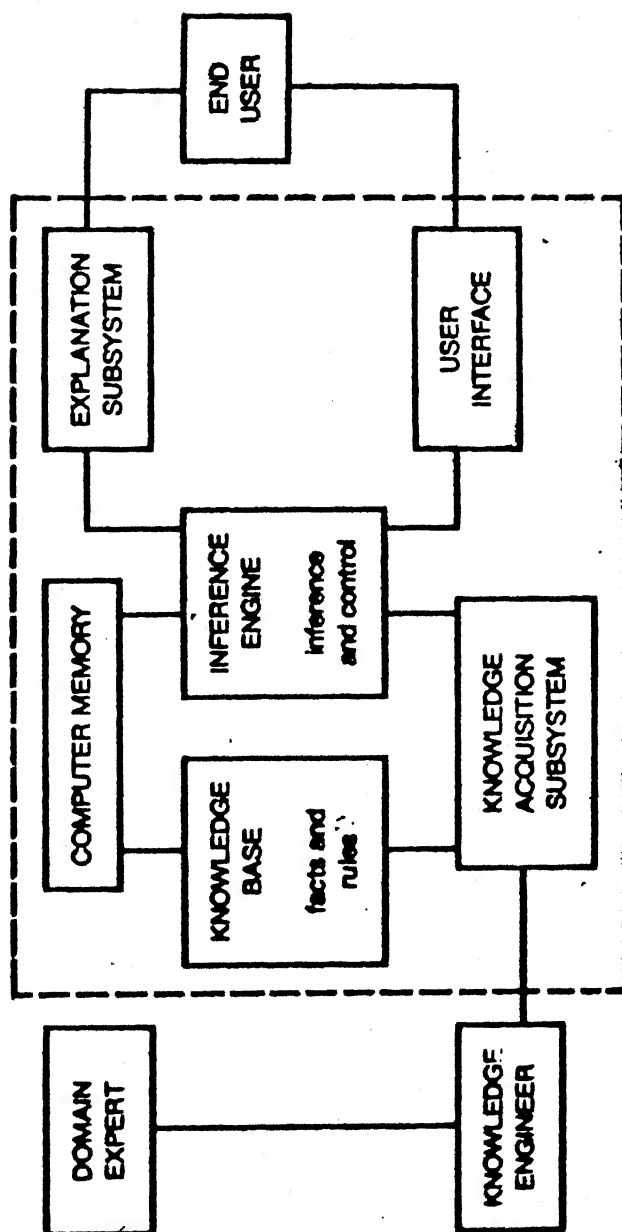 DOMAIN
EXPERT
KNOWLEDGE
ENGINEER
COMPUTER MEMORY
KNOWLEDGE
BASE
facts and
rules
INFERENCE
ENGINE
inference
and control
KNOWLEDGE
ACQUISITION
SUBSYSTEM
EXPLANATION
SUBSYSTEM
USER
INTERFACE
END
USER